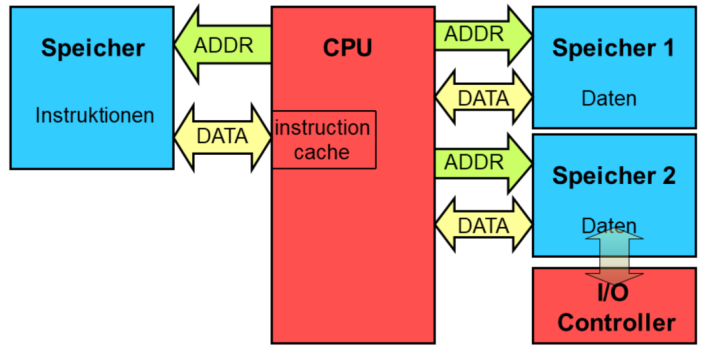 Speicher
Instruktionen
ADDR
DATA
CPU
instruction
cache
ADDR
DATA
ADDR
DATA
Speicher 1
Daten
Speicher 2
Daten
I/O
Controller